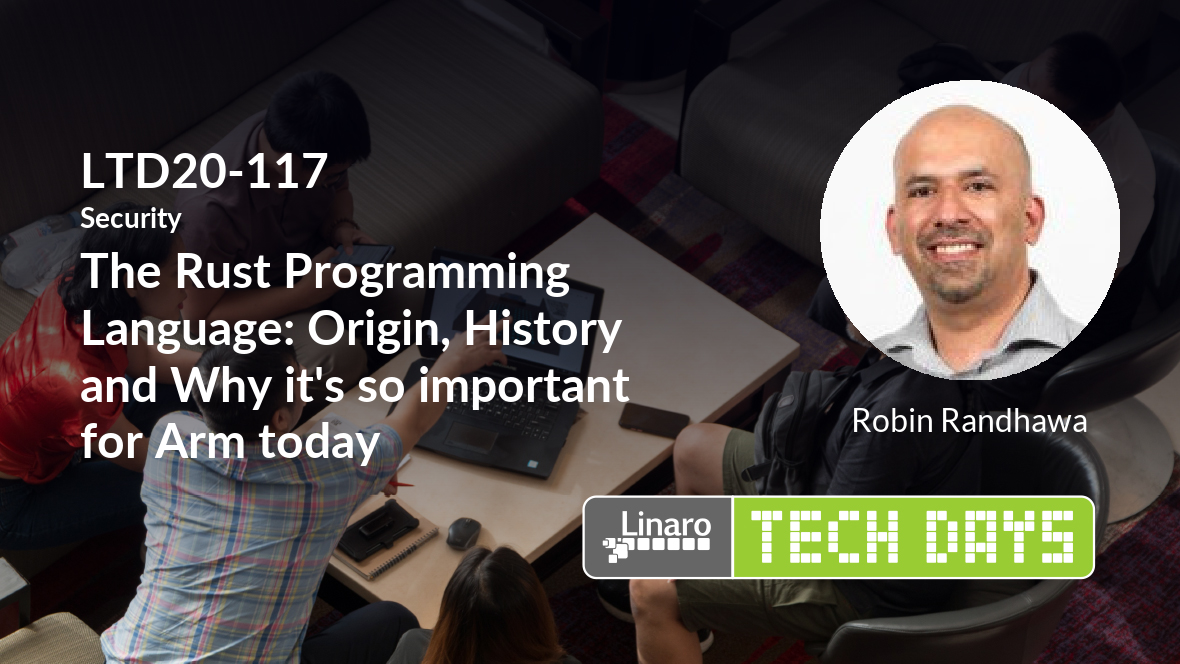 LTD20-117
Security
The Rust Programming
Language: Origin, History
and Why it's so important
for Arm today
Robin Randhawa
Linaro
TECH DAYS